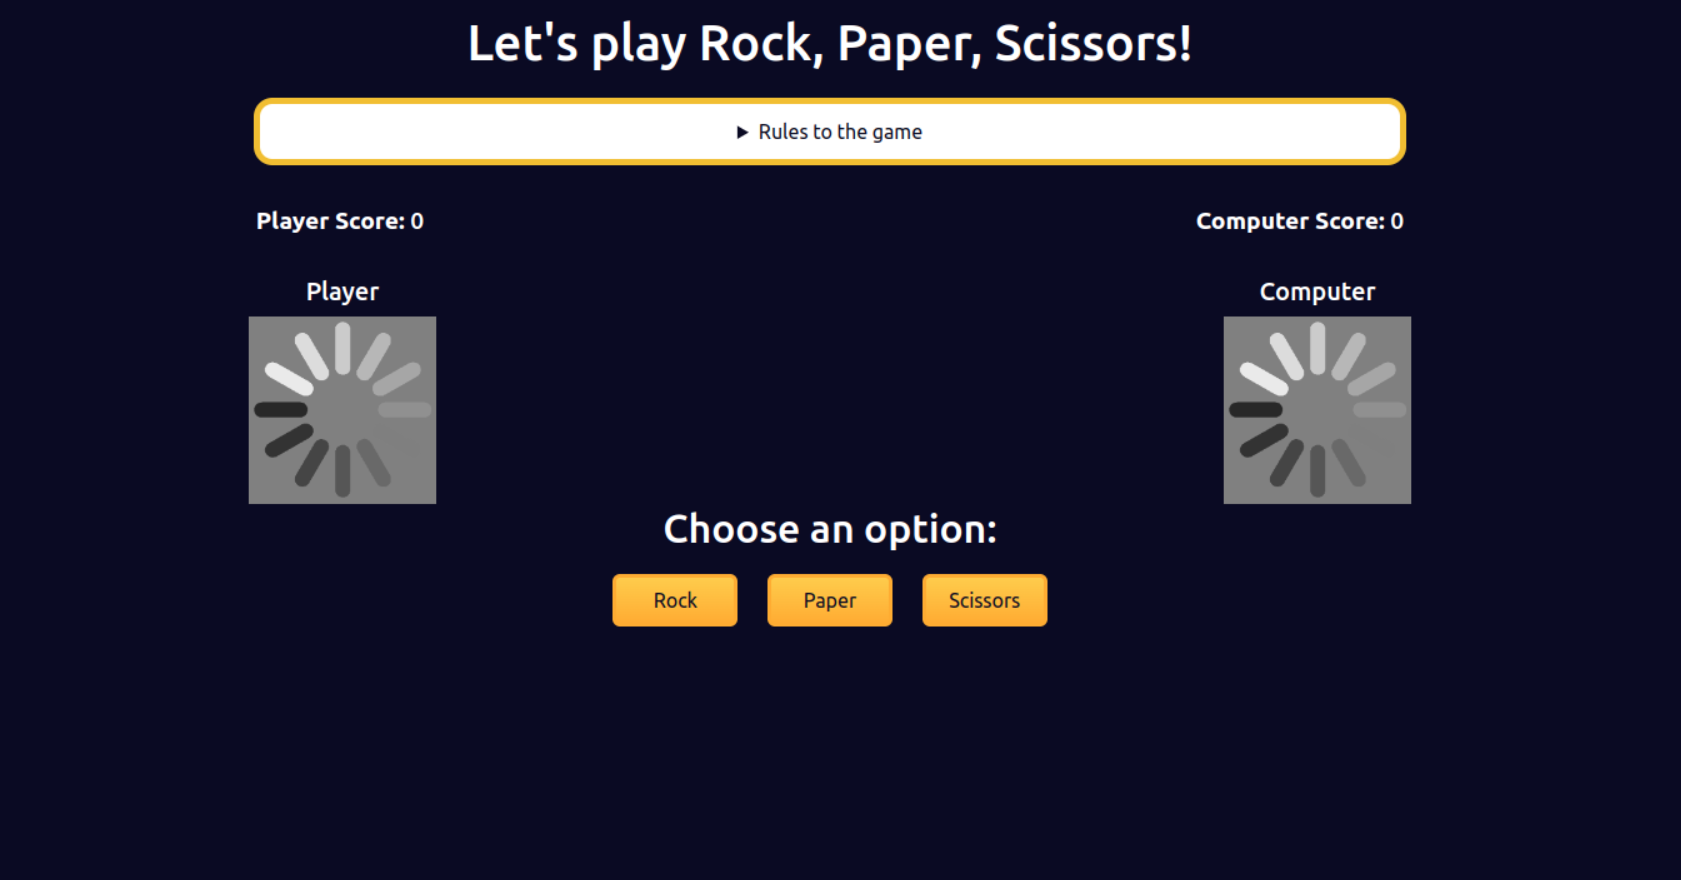 Let's play Rock, Paper, Scissors!
▶ Rules to the game
Player Score: 0
Computer Score: 0
Player
Computer
Choose an option:
Rock
Paper
Scissors